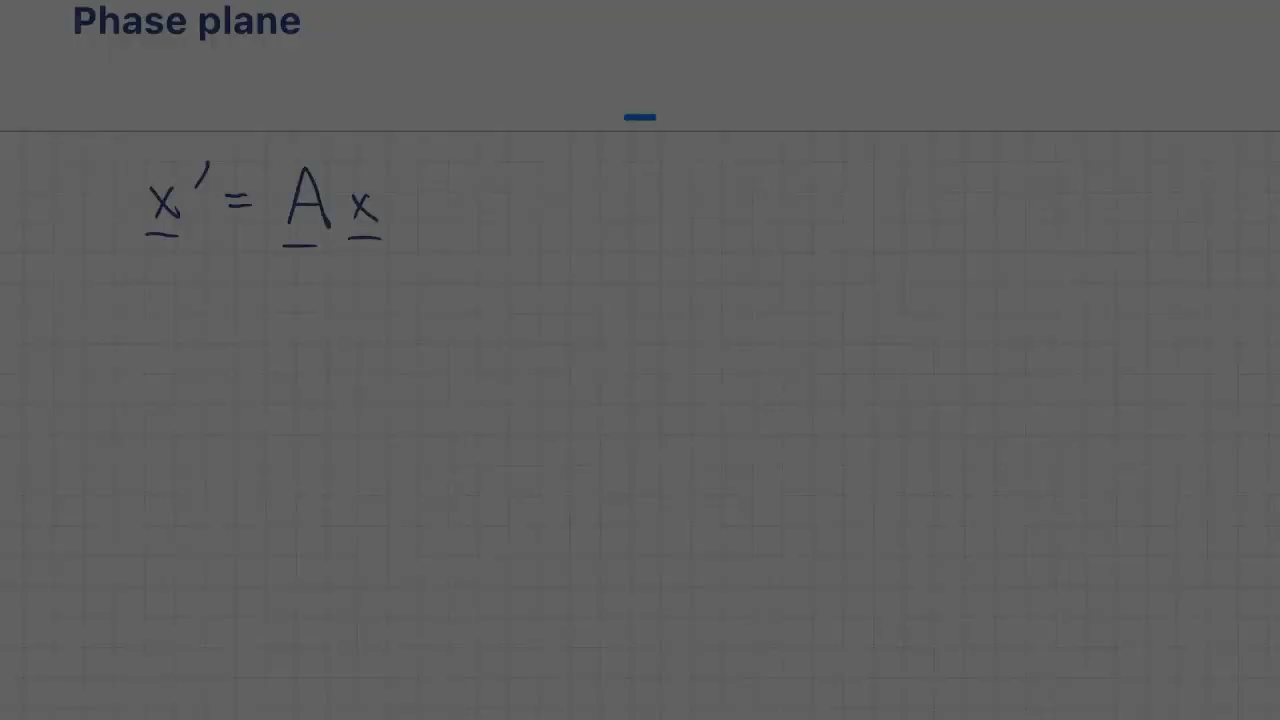 Phase plane
x' = A x